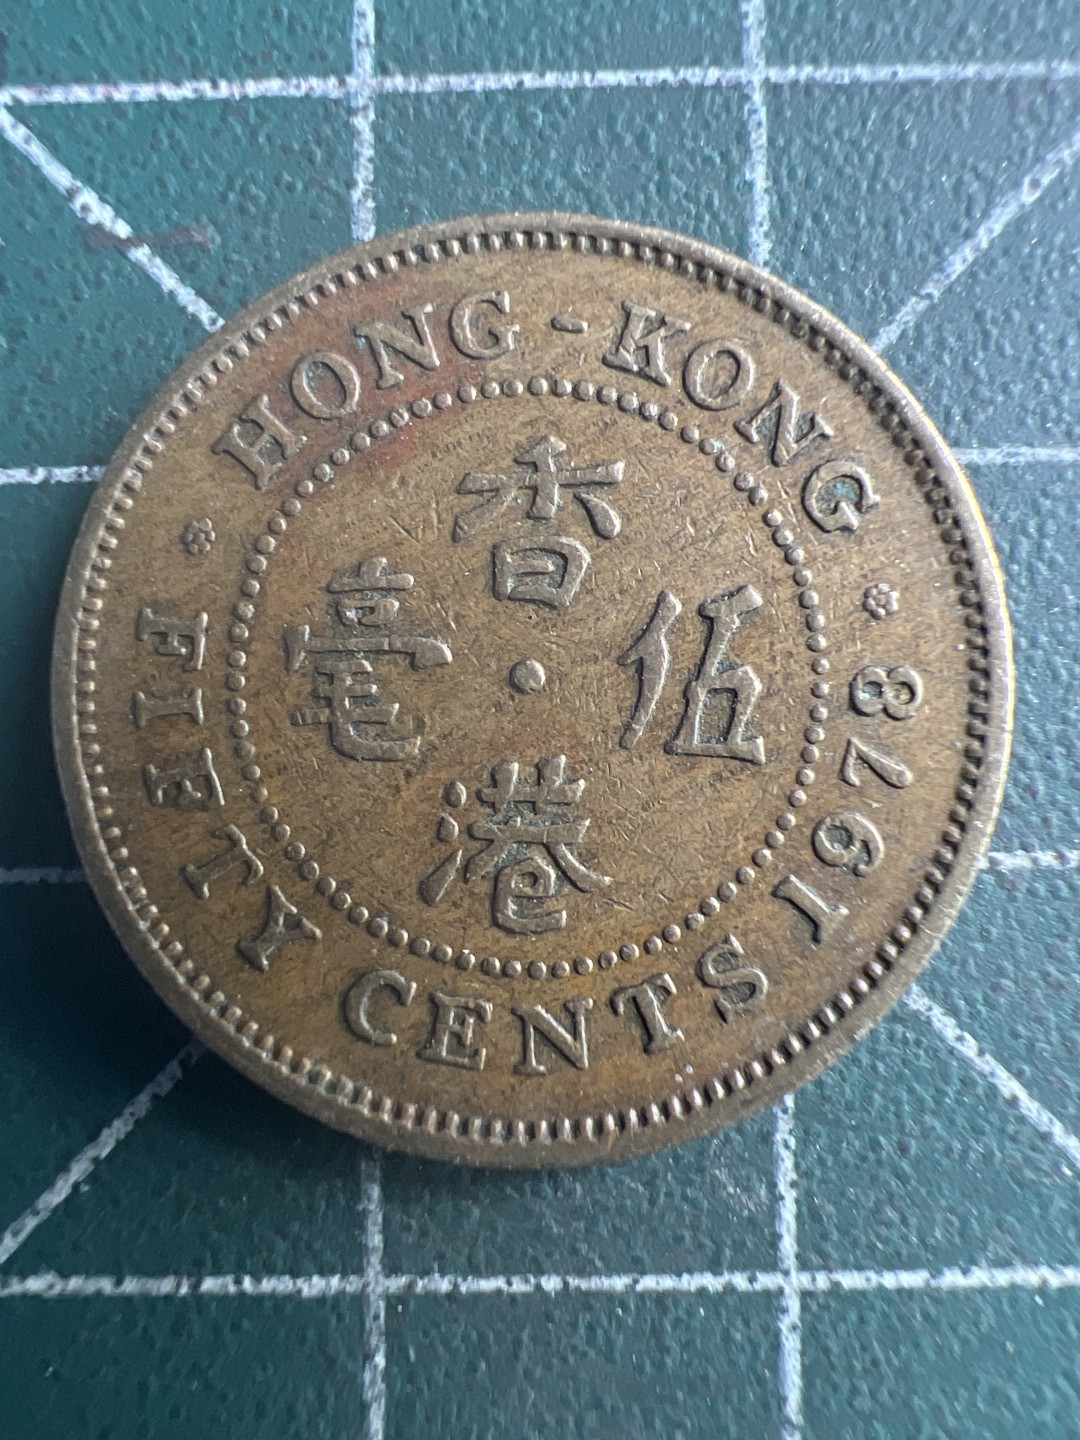 HONG-KONG
香港
伍毫
FIFTY CENTS 1978